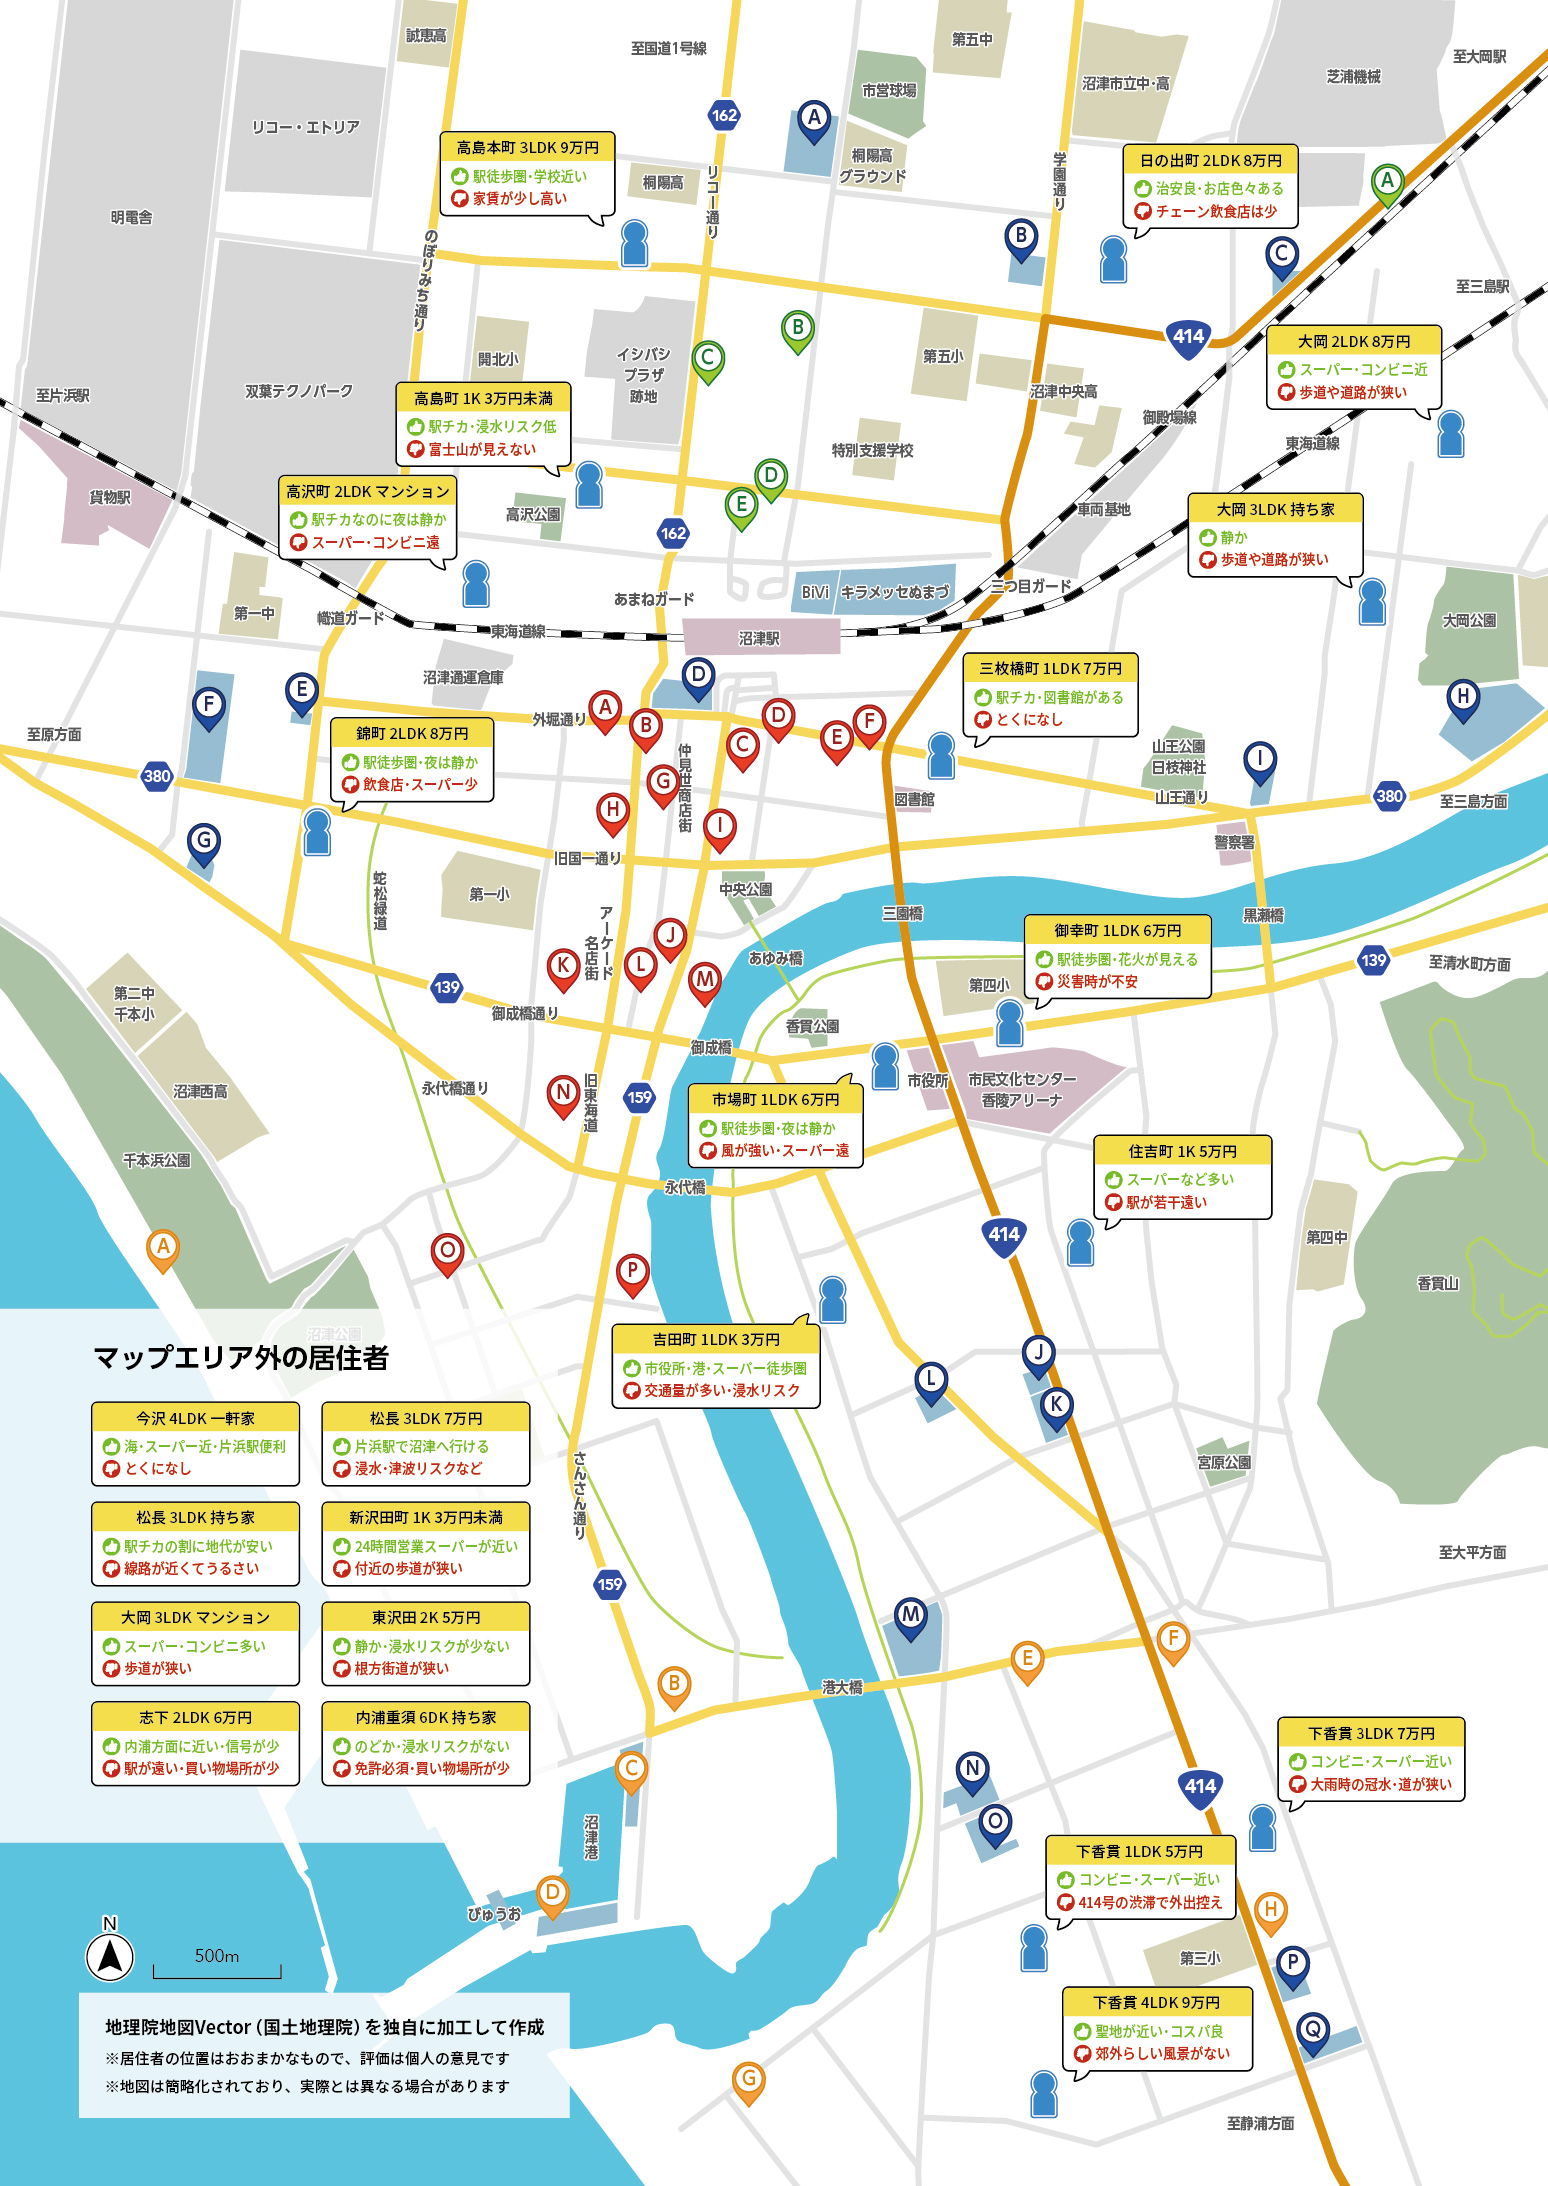 誠恵高
至国道1号線
第五中
至大岡駅
芝浦機械
沼津市立中・高
市営球場
162
A
リコー・エトリア
高島本町 3LDK 9万円
駅徒歩圏・学校近い
家賃が少し高い
桐陽高
グラウンド
桐陽高
学園通り
日の出町 2LDK 8万円
治安良・お店色々ある
チェーン飲食店は少
A
リコー通り
明電舎
のぼりみち通り
B
C
至三島駅
B
414
開北小
イシバシ
プラザ
跡地
C
第五小
大岡 2LDK 8万円
スーパー・コンビニ近
歩道や道路が狭い
至片浜駅
双葉テクノパーク
沼津中央高
御殿場線
東海道線
高島町 1K 3万円未満
駅チカ・浸水リスク低
富士山が見えない
特別支援学校
貨物駅
高沢町 2LDK マンション
駅チカなのに夜は静か
スーパー・コンビニ遠
D
E
高沢公園
162
車両基地
大岡 3LDK 持ち家
静か
歩道や道路が狭い
BiVi
キラメッセぬまづ
三つ目ガード
あまねガード
第一中
幟道ガード
東海道線
沼津駅
大岡公園
沼津通運倉庫
三枚橋町 1LDK 7万円
駅チカ・図書館がある
とくになし
D
E
F
H
外堀通り
A
B
C
D
E
F
至原方面
錦町 2LDK 8万円
駅徒歩圏・夜は静か
飲食店・スーパー少
仲見世商店街
山王公園
日枝神社
山王通り
I
380
G
H
I
図書館
380
至三島方面
G
旧国一通り
警察署
第一小
中央公園
蛇松緑道
アーケード
名店街
三園橋
黒瀬橋
御幸町 1LDK 6万円
駅徒歩圏・花火が見える
災害時が不安
J
K
L
M
あゆみ橋
139
至清水町方面
139
第四小
第二中
千本小
御成橋通り
香貫公園
御成橋
沼津西高
永代橋通り
N
旧東海道
159
市役所
市民文化センター
香陵アリーナ
市場町 1LDK 6万円
駅徒歩圏・夜は静か
風が強い・スーパー遠
千本浜公園
住吉町 1K 5万円
スーパーなど多い
駅が若干遠い
永代橋
A
O
P
414
第四中
香貫山
沼津公園
マップエリア外の居住者
吉田町 1LDK 3万円
市役所・港・スーパー徒歩圏
交通量が多い・浸水リスク
J
K
L
今沢 4LDK 一軒家
海・スーパー近・片浜駅便利
とくになし
松長 3LDK 7万円
片浜駅で沼津へ行ける
浸水・津波リスクなど
松長 3LDK 持ち家
駅チカの割に地代が安い
線路が近くてうるさい
新沢田町 1K 3万円未満
24時間営業スーパーが近い
付近の歩道が狭い
大岡 3LDK マンション
スーパー・コンビニ多い
歩道が狭い
東沢田 2K 5万円
静か・浸水リスクが少ない
根方街道が狭い
志下 2LDK 6万円
内浦方面に近い・信号が少
駅が遠い・買い物場所が少
内浦重須 6DK 持ち家
のどか・浸水リスクがない
免許必須・買い物場所が少
さんさん通り
宮原公園
至大平方面
159
M
B
E
F
港大橋
C
沼津港
D
びゅうお
N
O
414
下香貫 3LDK 7万円
コンビニ・スーパー近い
大雨時の冠水・道が狭い
下香貫 1LDK 5万円
コンビニ・スーパー近い
414号の渋滞で外出控え
H
第三小
P
Q
下香貫 4LDK 9万円
聖地が近い・コスパ良
郊外らしい風景がない
G
至静浦方面
N
500m
地理院地図Vector（国土地理院）を独自に加工して作成
※居住者の位置はおおまかなもので、評価は個人の意見です
※地図は簡略化されており、実際とは異なる場合があります